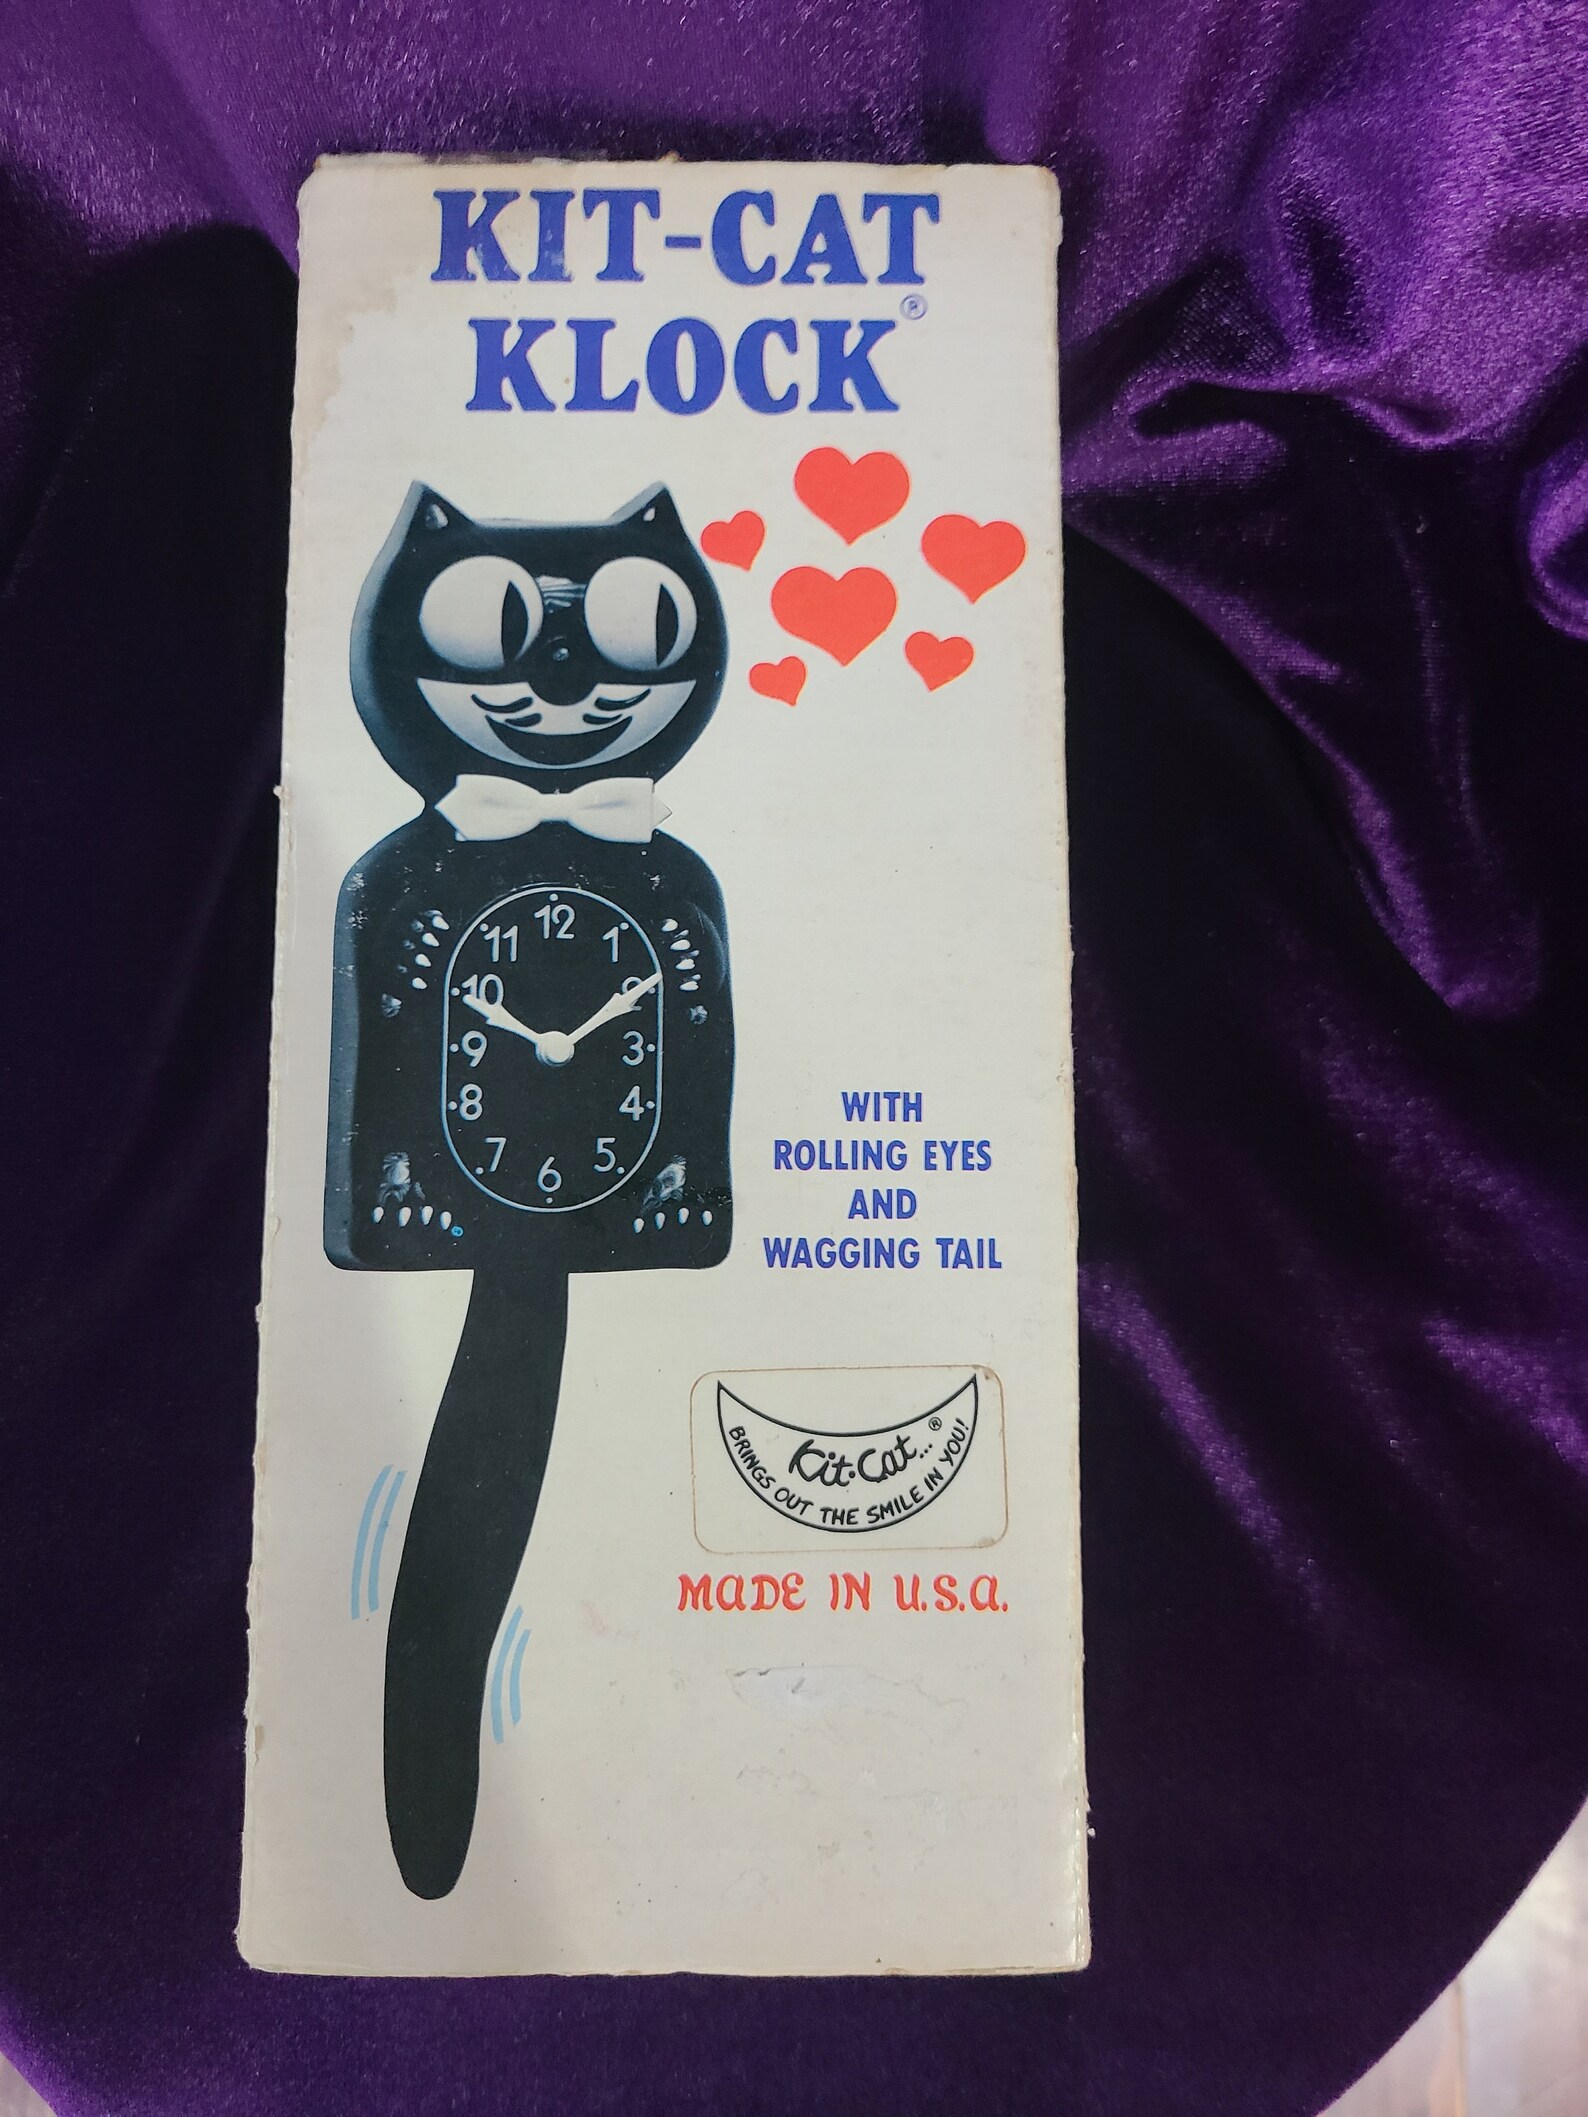 KIT-CAT
KLOCK®
12
11 1
10 2
9 3
8 4
7 5
6
WITH
ROLLING EYES
AND
WAGGING TAIL
Kit·Cat...®
BRINGS OUT THE SMILE IN YOU!
MADE IN U.S.A.